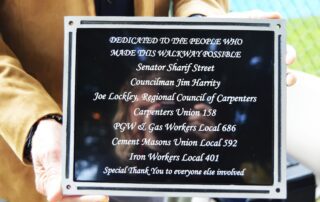 DEDICATED TO THE PEOPLE WHO
MADE THIS WALKWAY POSSIBLE
Senator Sharif Street
Councilman Jim Harrity
Joe Lockley, Regional Council of Carpenters
Carpenters Union 158
PGW & Gas Workers Local 686
Cement Masons Union Local 592
Iron Workers Local 401
Special Thank You to everyone else involved